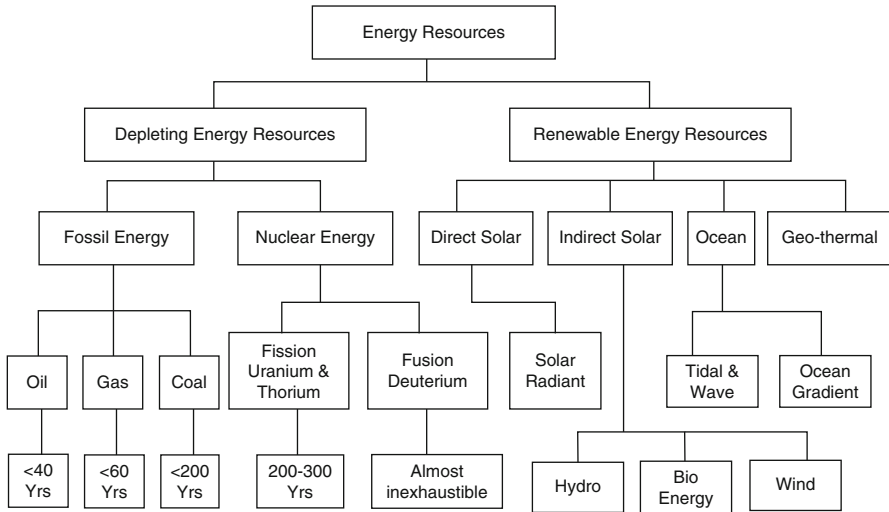 Energy Resources
Depleting Energy Resources
Renewable Energy Resources
Fossil Energy
Nuclear Energy
Direct Solar
Indirect Solar
Ocean
Geo-thermal
Oil
Gas
Coal
Fission
Uranium &
Thorium
Fusion
Deuterium
Solar
Radiant
Tidal &
Wave
Ocean
Gradient
<40
Yrs
<60
Yrs
<200
Yrs
200-300
Yrs
Almost
inexhaustible
Hydro
Bio
Energy
Wind